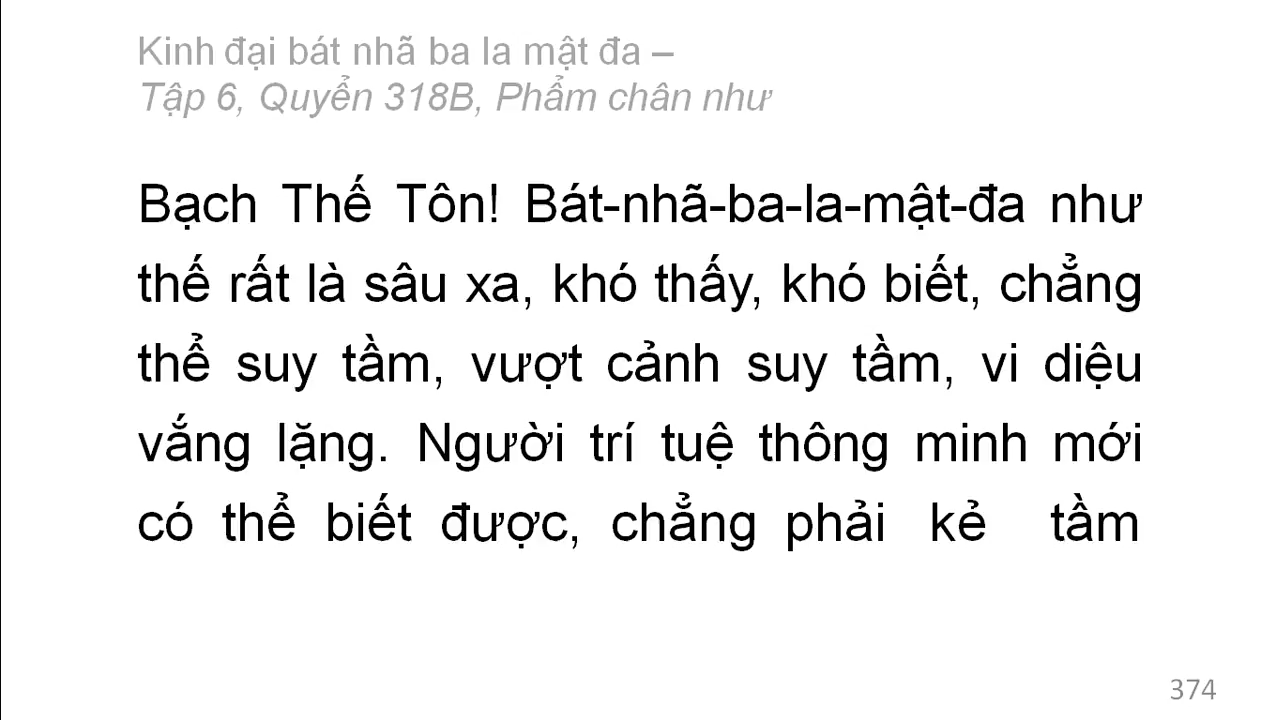 Kinh đại bát nhã ba la mật đa –
Tập 6, Quyển 318B, Phẩm chân như
Bạch Thế Tôn! Bát-nhã-ba-la-mật-đa như
thế rất là sâu xa, khó thấy, khó biết, chẳng
thể suy tầm, vượt cảnh suy tầm, vi diệu
vắng lặng. Người trí tuệ thông minh mới
có thể biết được, chẳng phải kẻ tầm
374